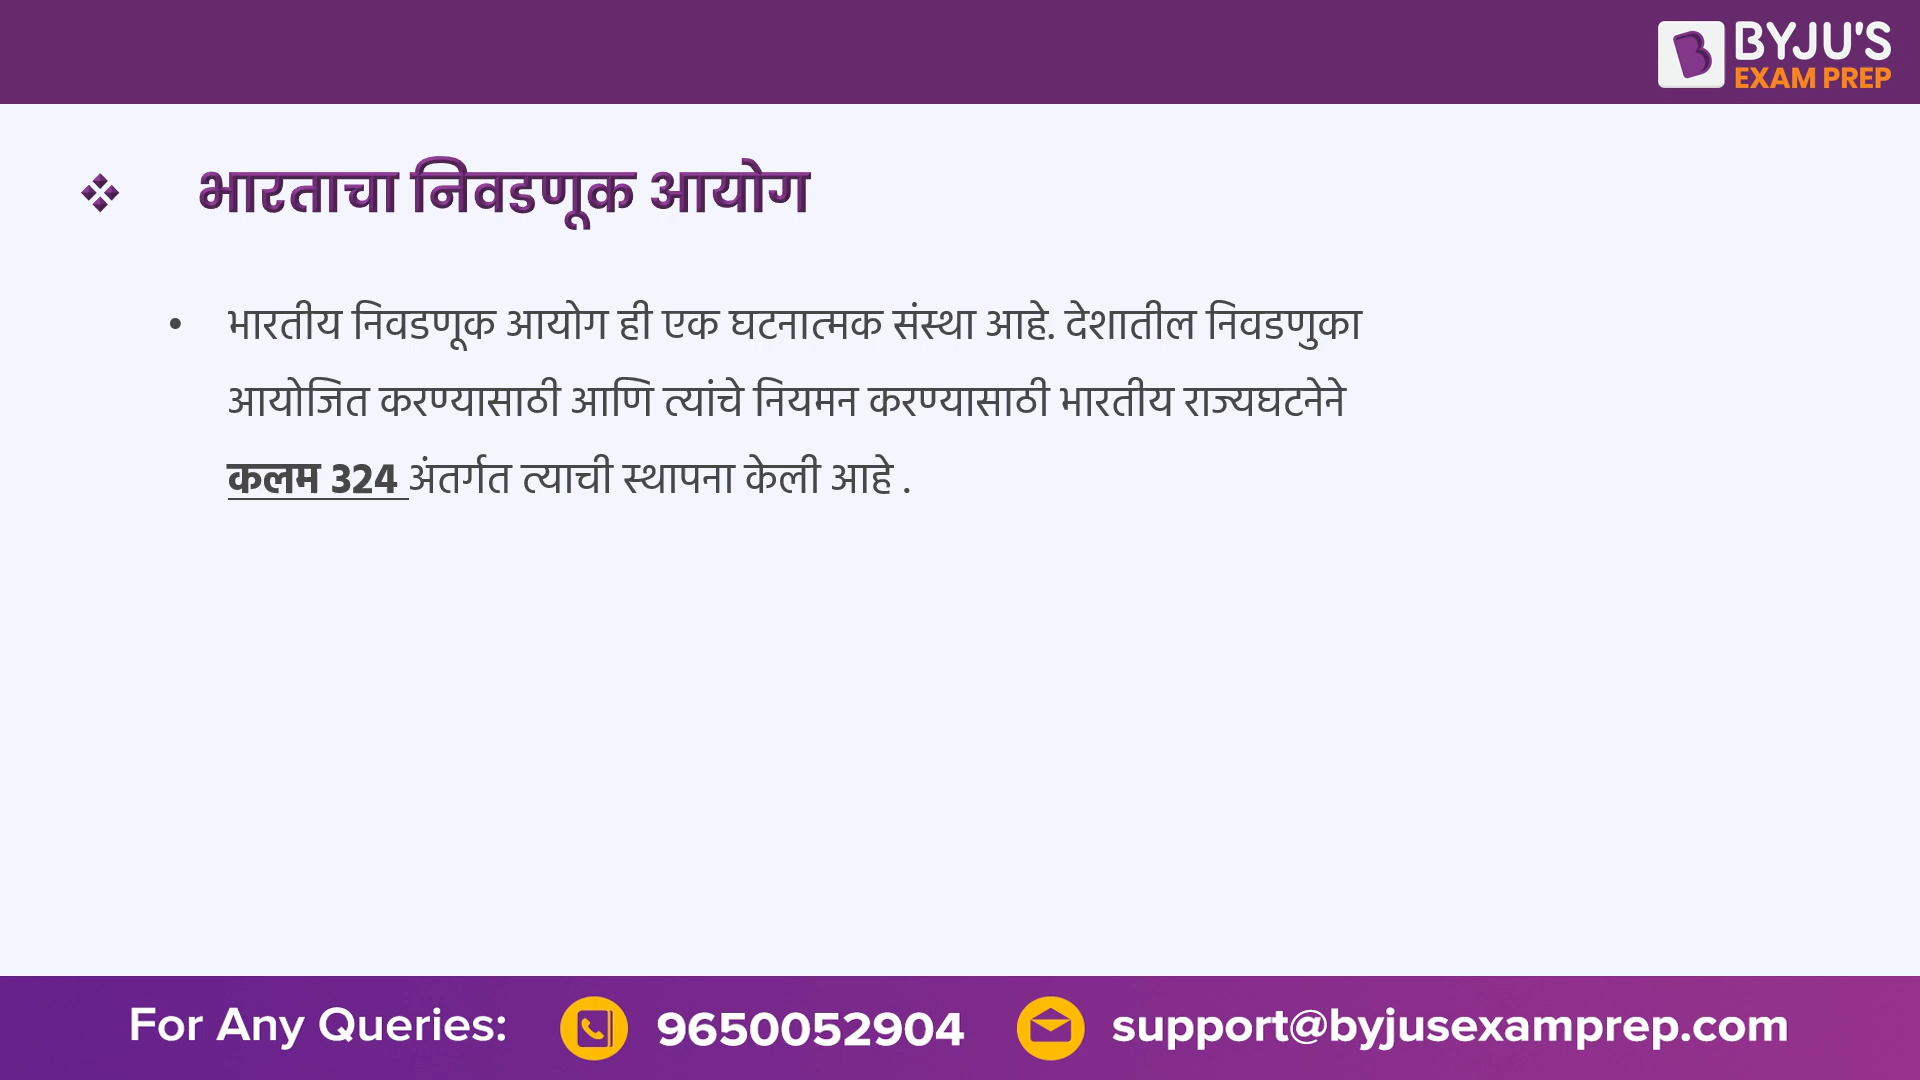 BYJU'S
EXAM PREP
❖ भारताचा निवडणूक आयोग
• भारतीय निवडणूक आयोग ही एक घटनात्मक संस्था आहे. देशातील निवडणुका
आयोजित करण्यासाठी आणि त्यांचे नियमन करण्यासाठी भारतीय राज्यघटनेने
कलम 324 अंतर्गत त्याची स्थापना केली आहे .
For Any Queries: 9650052904 support@byjusexamprep.com